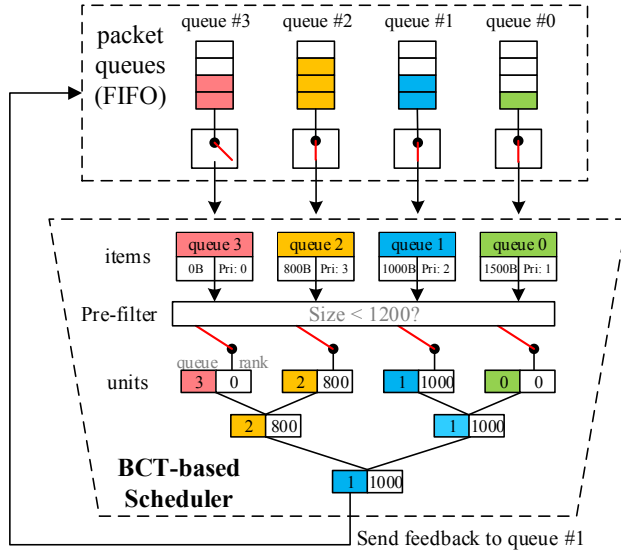 queue #3 queue #2 queue #1 queue #0
packet
queues
(FIFO)
queue 3 queue 2 queue 1 queue 0
items
0B Pri: 0 800B Pri: 3 1000B Pri: 2 1500B Pri: 1
Pre-filter
Size < 1200?
queue rank
units
3 0 2 800 1 1000 0 0
2 800 1 1000
BCT-based
Scheduler
1 1000
Send feedback to queue #1